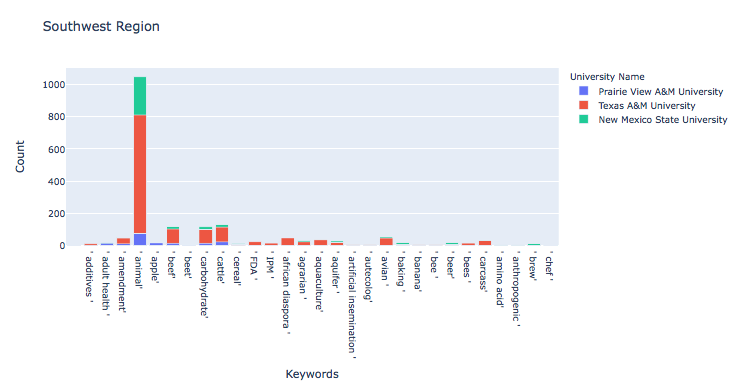 Southwest Region
University Name
Prairie View A&M University
Texas A&M University
New Mexico State University
Count
1000
800
600
400
200
0
additives '
adult health '
amendment'
animal'
apple'
beef'
beet'
carbohydrate'
cattle'
cereal'
'FDA '
'IPM '
'african diaspora '
'agrarian '
'aquaculture'
'aquifer '
'artificial insemination '
'autecolog'
'avian '
'baking '
'banana'
'bee '
'beer'
'bees '
'carcass'
'amino acid'
'anthropogenic '
'brew'
'chef '
Keywords